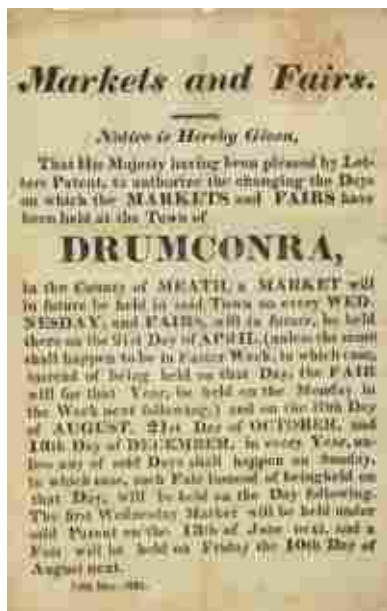 Markets and Fairs.
Notice is Hereby Given,
That His Majesty having been pleased by Let-
ters Patent, to authorize the changing the Days
on which the MARKETS and FAIRS have
been held at the Town of
DRUMCONRA,
in the County of MEATH, a MARKET will
in future be held in said Town on every WED-
NESDAY, and FAIRS, will in future, be held
there on the 21st Day of APRIL (unless the same
shall happen to be in Easter Week, in which case,
instead of being held on that Day, the FAIR
will for that Year, be held on the Monday in
the Week next following,) and on the 10th Day
of AUGUST, 21st Day of OCTOBER, and
13th Day of DECEMBER, in every Year, un-
less any of said Days shall happen on Sunday,
in which case, such Fair instead of beingheld on
that Day, will be held on the Day following.
The first Wednesday Market will be held under
said Patent on the 13th of June next, and a
Fair will be held on Friday the 10th Day of
August next.